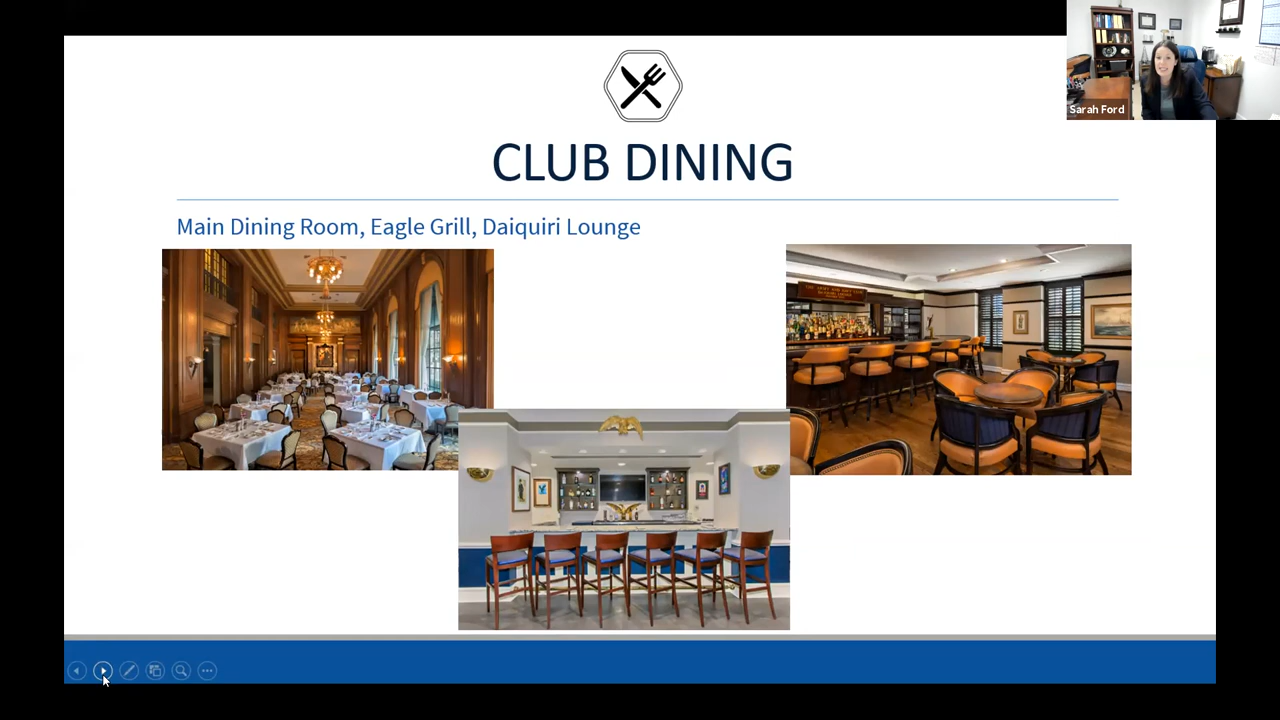 Sarah Ford
CLUB DINING
Main Dining Room, Eagle Grill, Daiquiri Lounge